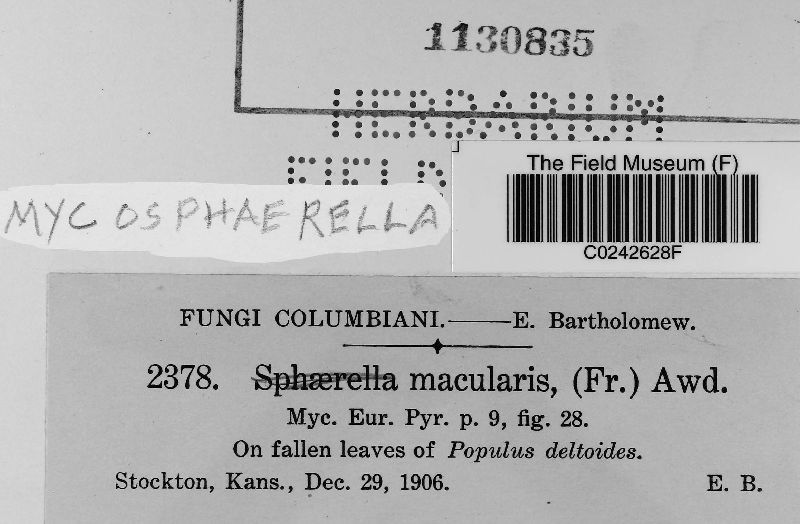 1130835
HERBARIUM
FIELD
The Field Museum (F)
C0242628F
MYCOSPHAERELLA
FUNGI COLUMBIANI.——E. Bartholomew.
2378. Sphærella macularis, (Fr.) Awd.
Myc. Eur. Pyr. p. 9, fig. 28.
On fallen leaves of Populus deltoides.
Stockton, Kans., Dec. 29, 1906. E. B.